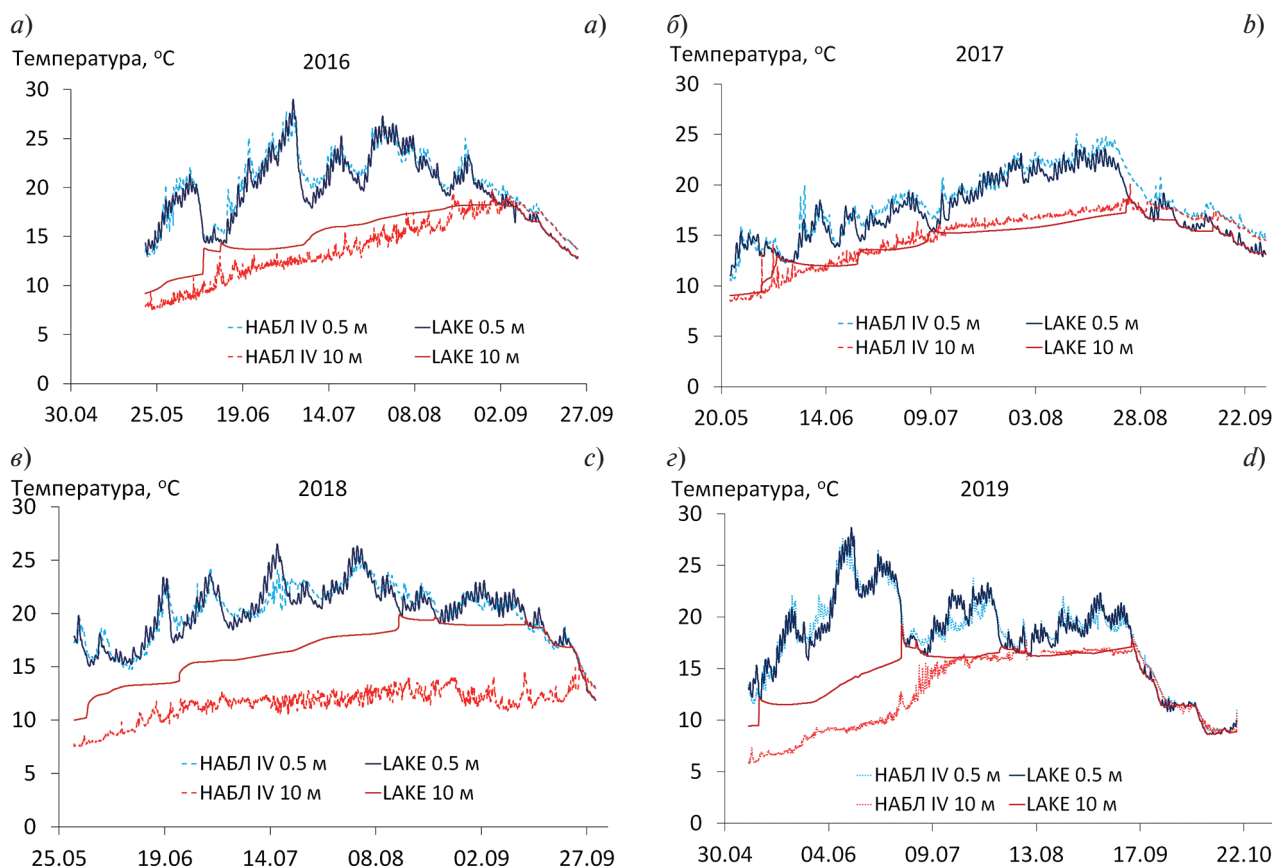 а) а)
Температура, °С 2016
30
25
20
15
10
5
0
НАБЛ IV 0.5 м LAKE 0.5 м
НАБЛ IV 10 м LAKE 10 м
30.04 25.05 19.06 14.07 08.08 02.09 27.09
б) b)
Температура, °С 2017
30
25
20
15
10
5
0
НАБЛ IV 0.5 м LAKE 0.5 м
НАБЛ IV 10 м LAKE 10 м
20.05 14.06 09.07 03.08 28.08 22.09
в) c)
Температура, °С 2018
30
25
20
15
10
5
0
НАБЛ IV 0.5 м LAKE 0.5 м
НАБЛ IV 10 м LAKE 10 м
25.05 19.06 14.07 08.08 02.09 27.09
г) d)
Температура, °С 2019
30
25
20
15
10
5
0
НАБЛ IV 0.5 м LAKE 0.5 м
НАБЛ IV 10 м LAKE 10 м
30.04 04.06 09.07 13.08 17.09 22.10